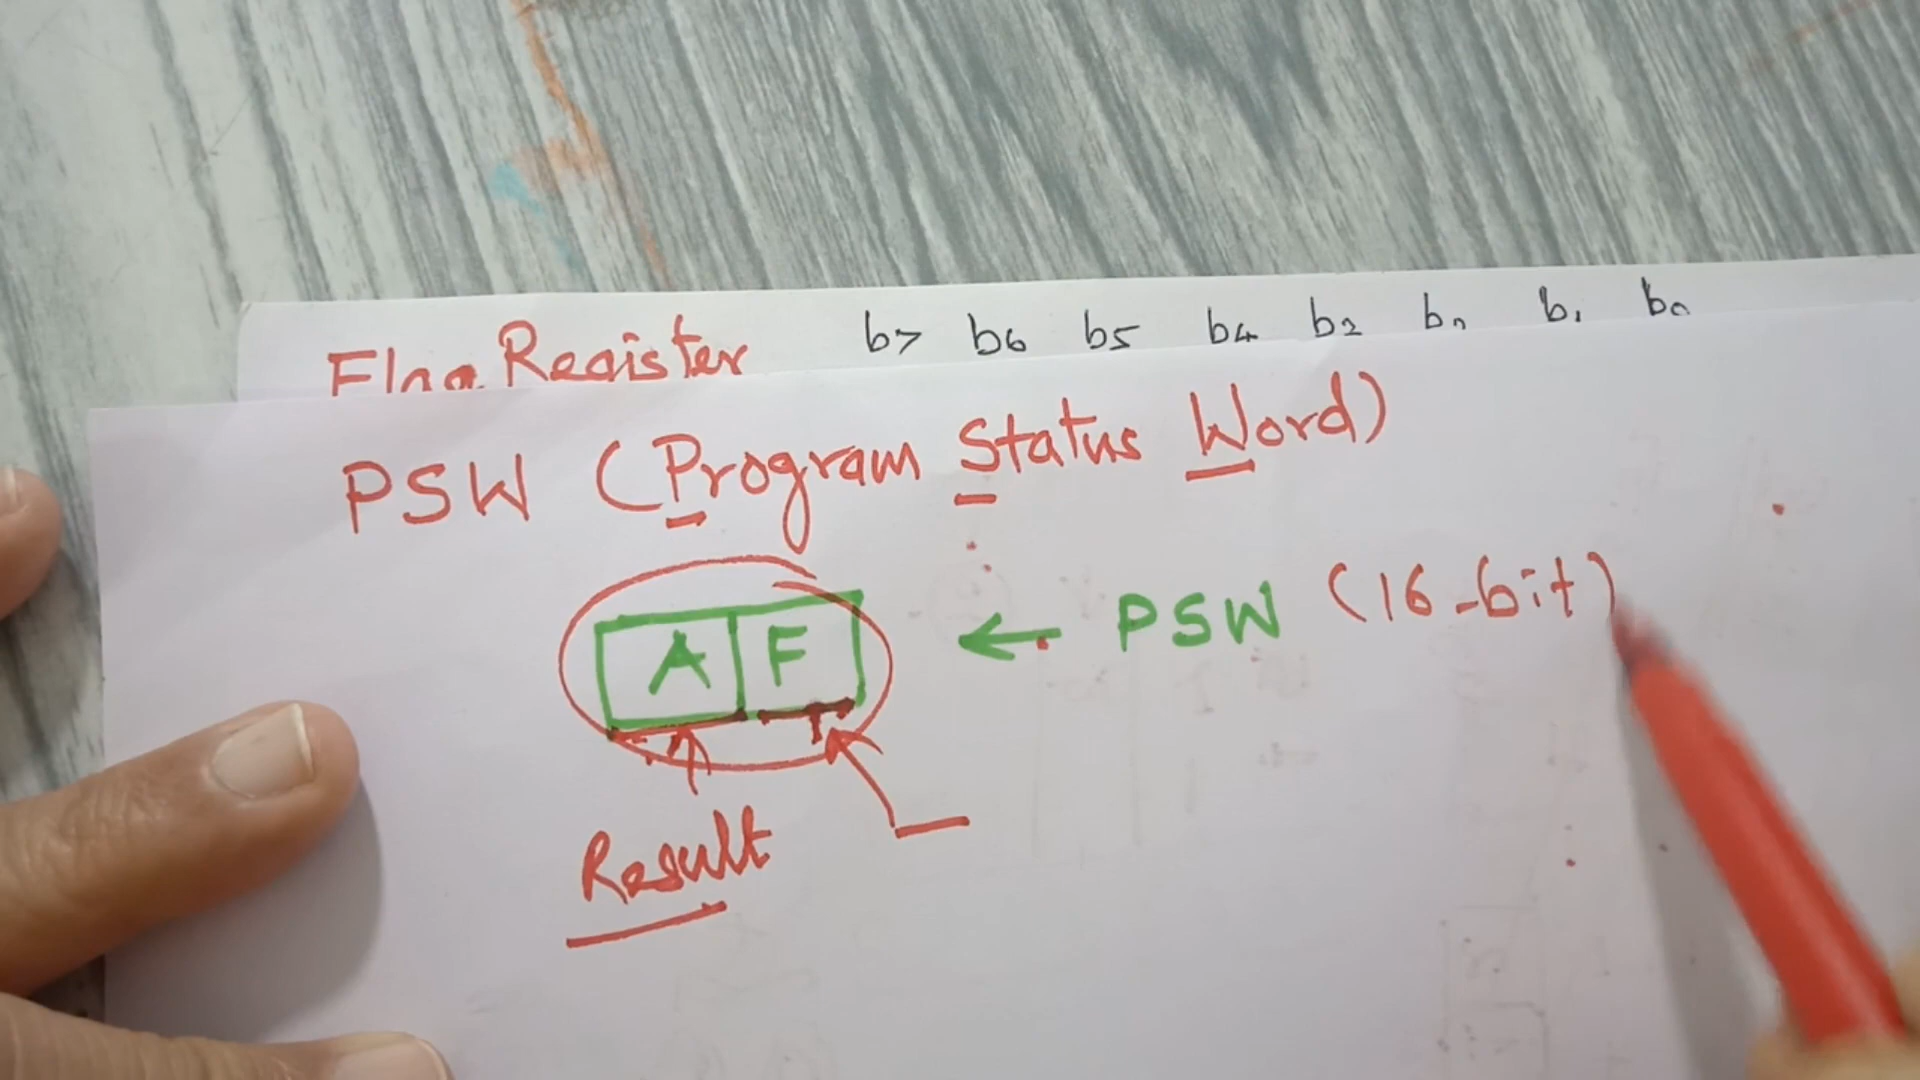 Flag Register b7 b6 b5 b4 b3 b2 b1 b0
PSW (Program Status Word)
A F ← PSW (16-bit)
Result